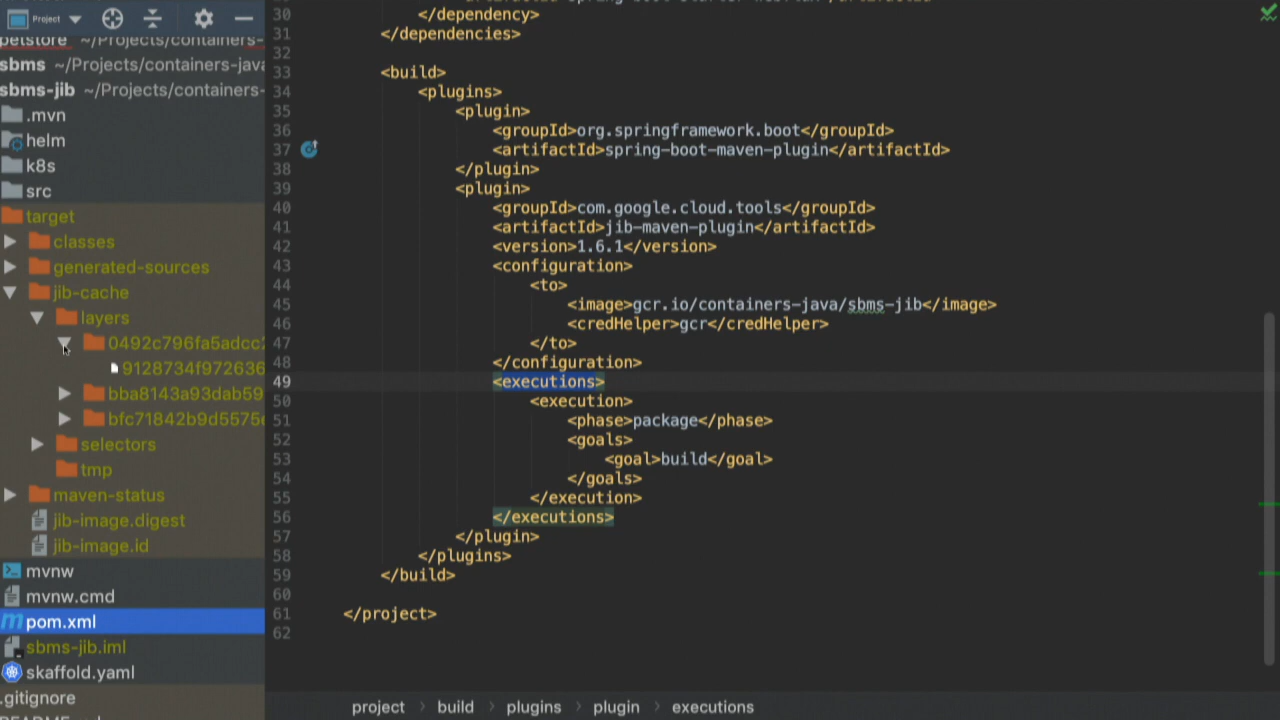 Project
petstore ~/Projects/containers-
sbms ~/Projects/containers-java
sbms-jib ~/Projects/containers-
.mvn
helm
k8s
src
target
classes
generated-sources
jib-cache
layers
0492c796fa5adcc2
9128734f972636
bba8143a93dab59
bfc71842b9d5575
selectors
tmp
maven-status
jib-image.digest
jib-image.id
mvnw
mvnw.cmd
pom.xml
sbms-jib.iml
skaffold.yaml
.gitignore
30 </dependency>
31 </dependencies>
32
33 <build>
34 <plugins>
35 <plugin>
36 <groupId>org.springframework.boot</groupId>
37 <artifactId>spring-boot-maven-plugin</artifactId>
38 </plugin>
39 <plugin>
40 <groupId>com.google.cloud.tools</groupId>
41 <artifactId>jib-maven-plugin</artifactId>
42 <version>1.6.1</version>
43 <configuration>
44 <to>
45 <image>gcr.io/containers-java/sbms-jib</image>
46 <credHelper>gcr</credHelper>
47 </to>
48 </configuration>
49 <executions>
50 <execution>
51 <phase>package</phase>
52 <goals>
53 <goal>build</goal>
54 </goals>
55 </execution>
56 </executions>
57 </plugin>
58 </plugins>
59 </build>
60
61 </project>
62
project › build › plugins › plugin › executions